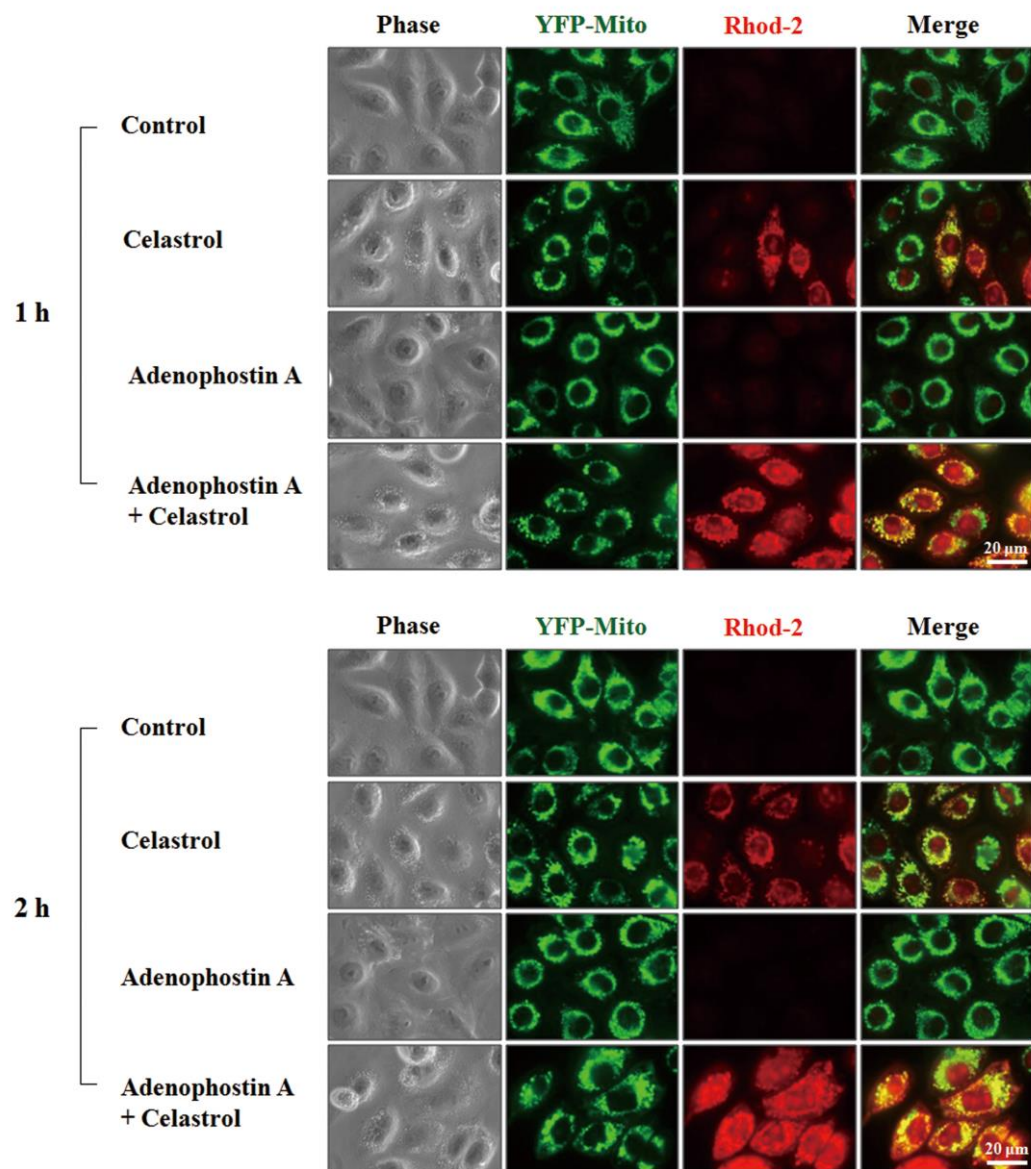 Phase YFP-Mito Rhod-2 Merge
Control
Celastrol
1 h
Adenophostin A
Adenophostin A
+ Celastrol
20 μm
Phase YFP-Mito Rhod-2 Merge
Control
Celastrol
2 h
Adenophostin A
Adenophostin A
+ Celastrol
20 μm